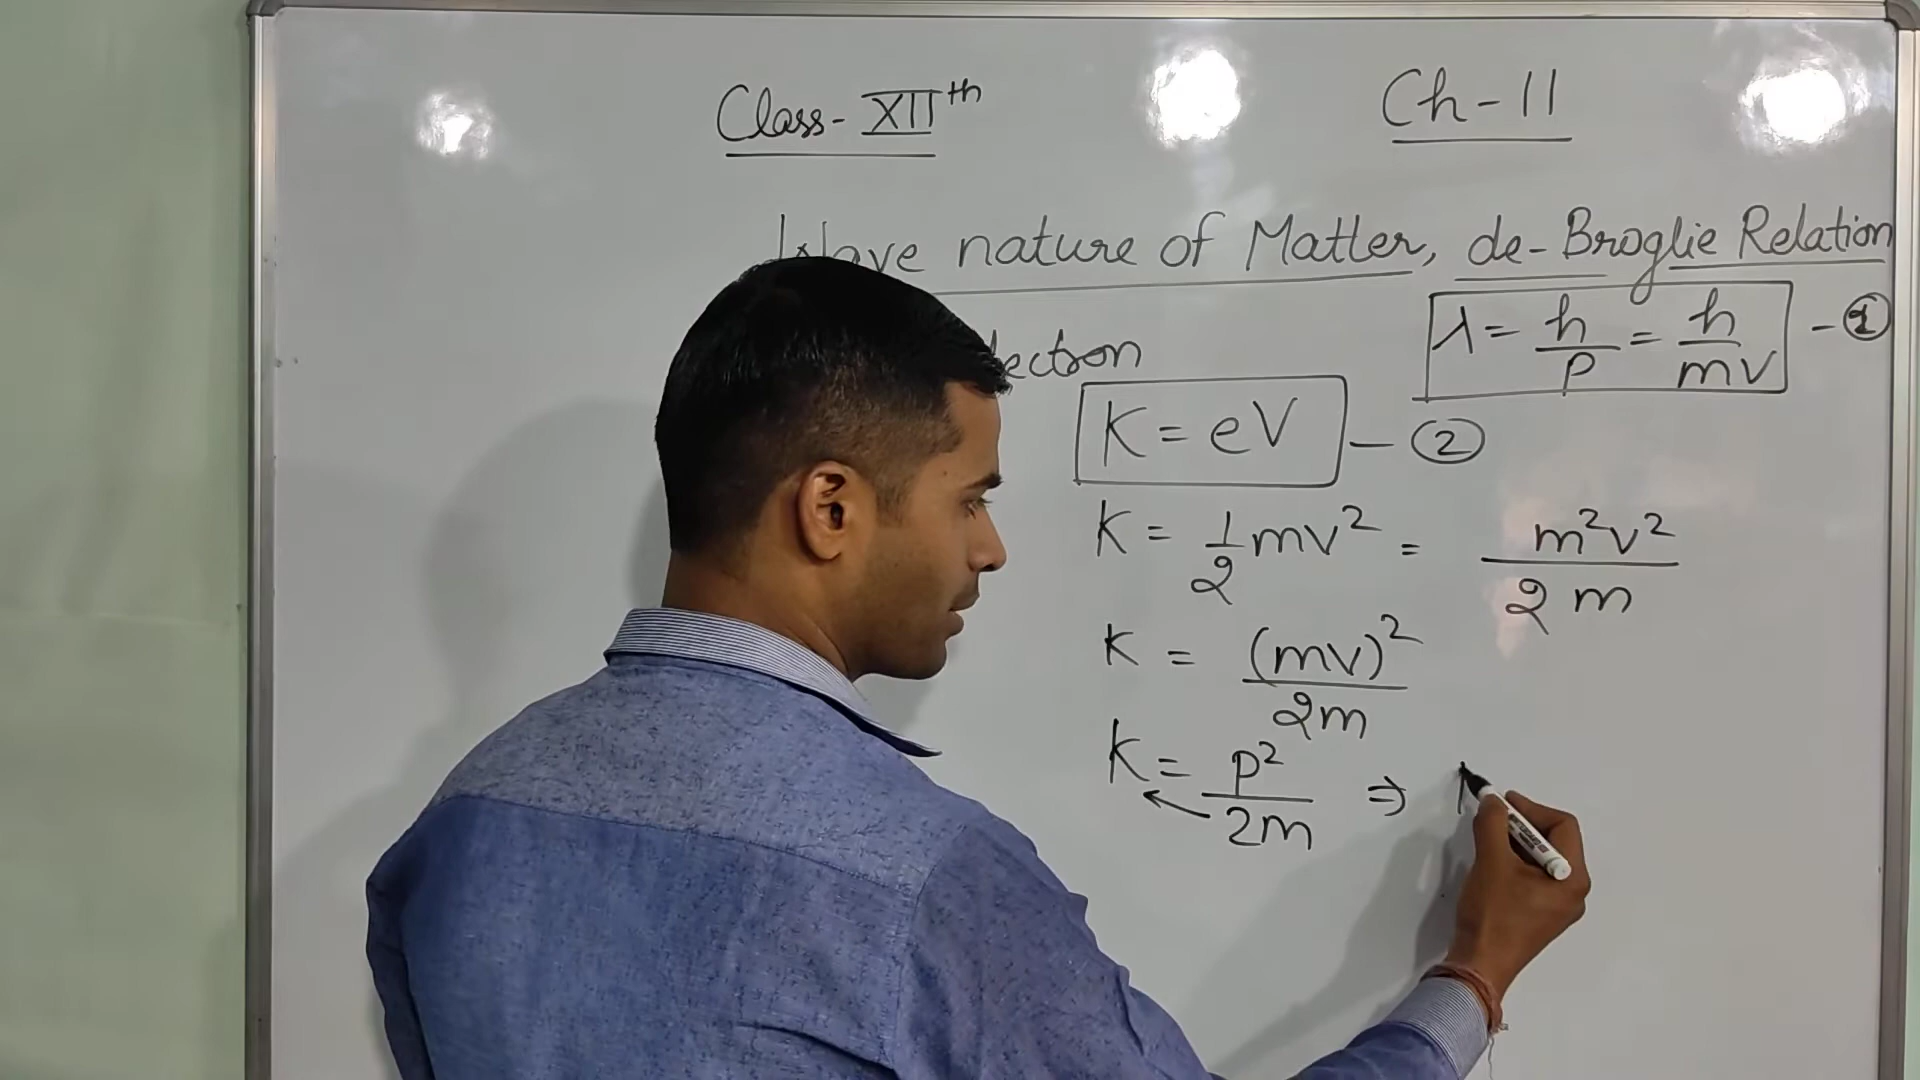 Class-XIIth
Ch-11
Wave nature of Matter, de-Broglie Relation
λ = h/p = h/mv - ①
K = eV - ②
K = 1/2 mv² = m²v²/2m
K = (mv)²/2m
K = p²/2m ⇒